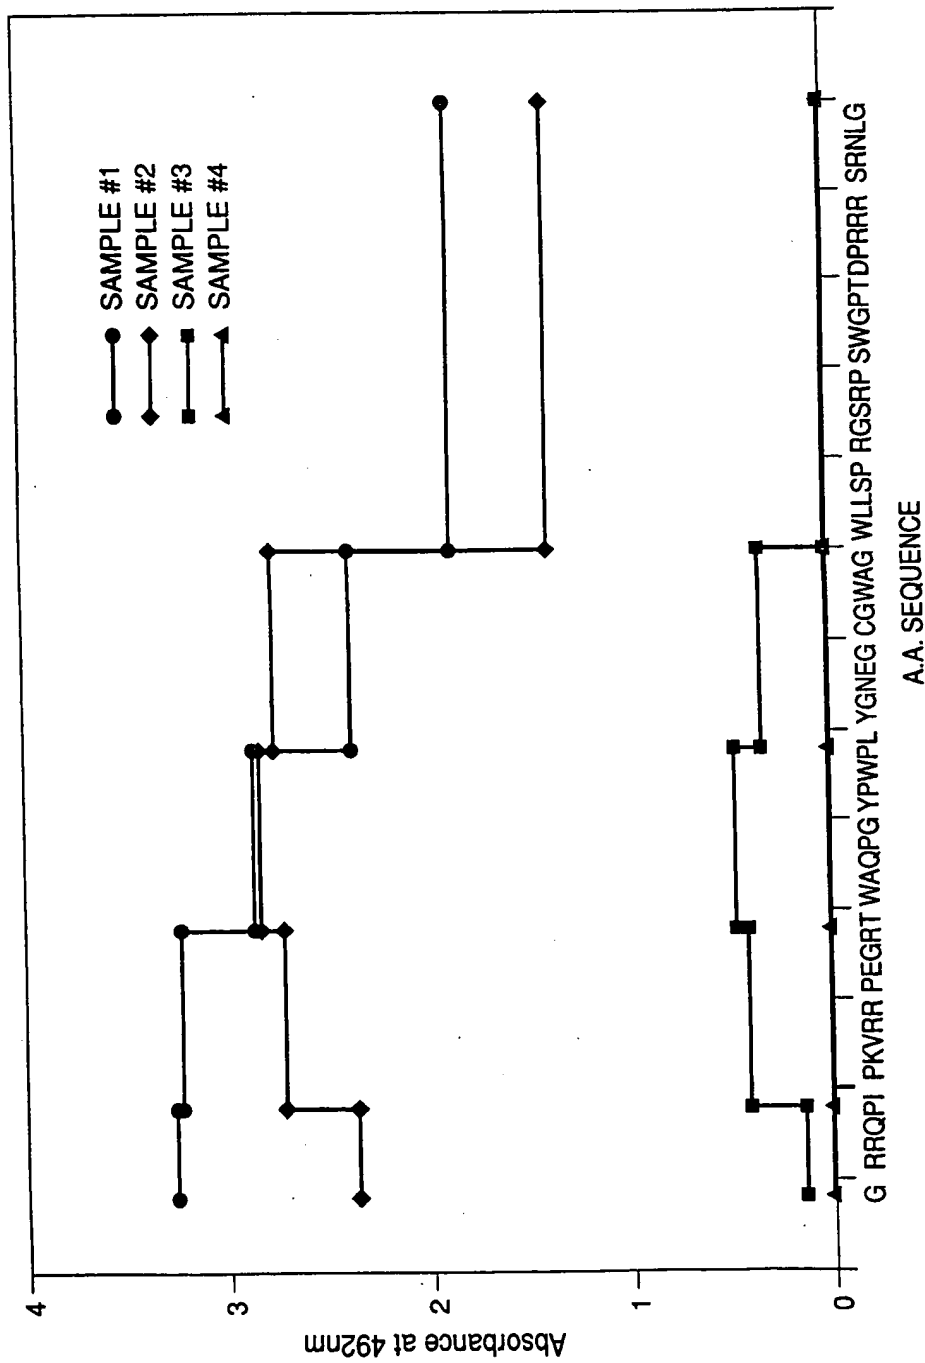 SAMPLE #1
SAMPLE #2
SAMPLE #3
SAMPLE #4
Absorbance at 492nm
4
3
2
1
0
G RRQPI PKVRR PEGRT WAQPG YPWPL YGNEG CGWAG WLLSP RGSRP SWGPTDPRRR SRNLG
A.A. SEQUENCE